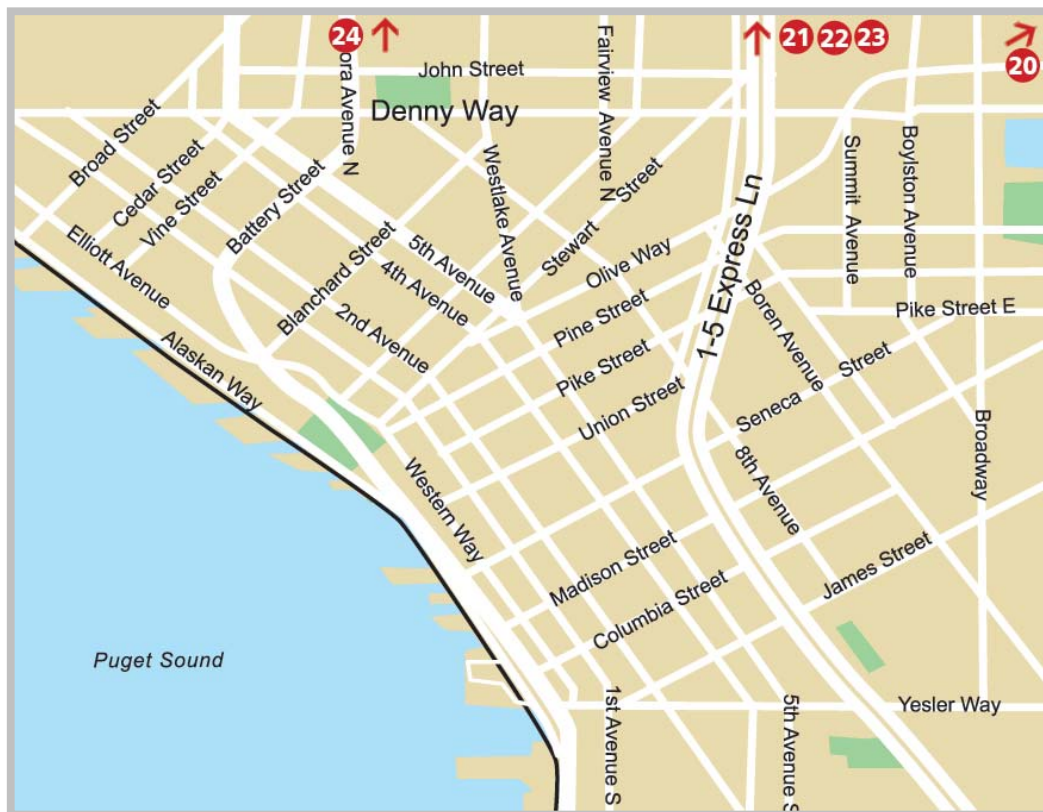 24
21
22
23
20
ora Avenue N
John Street
Fairview Avenue N
Denny Way
Broad Street
Cedar Street
Vine Street
Battery Street
Westlake Avenue
Stewart Street
Summit Avenue
Boylston Avenue
Elliott Avenue
Blanchard Street
5th Avenue
4th Avenue
2nd Avenue
Olive Way
1-5 Express Ln
Boren Avenue
Pine Street
Pike Street E
Alaskan Way
Pike Street
Union Street
Seneca Street
Broadway
Western Way
8th Avenue
Madison Street
James Street
Columbia Street
Puget Sound
1st Avenue S
5th Avenue S
Yesler Way